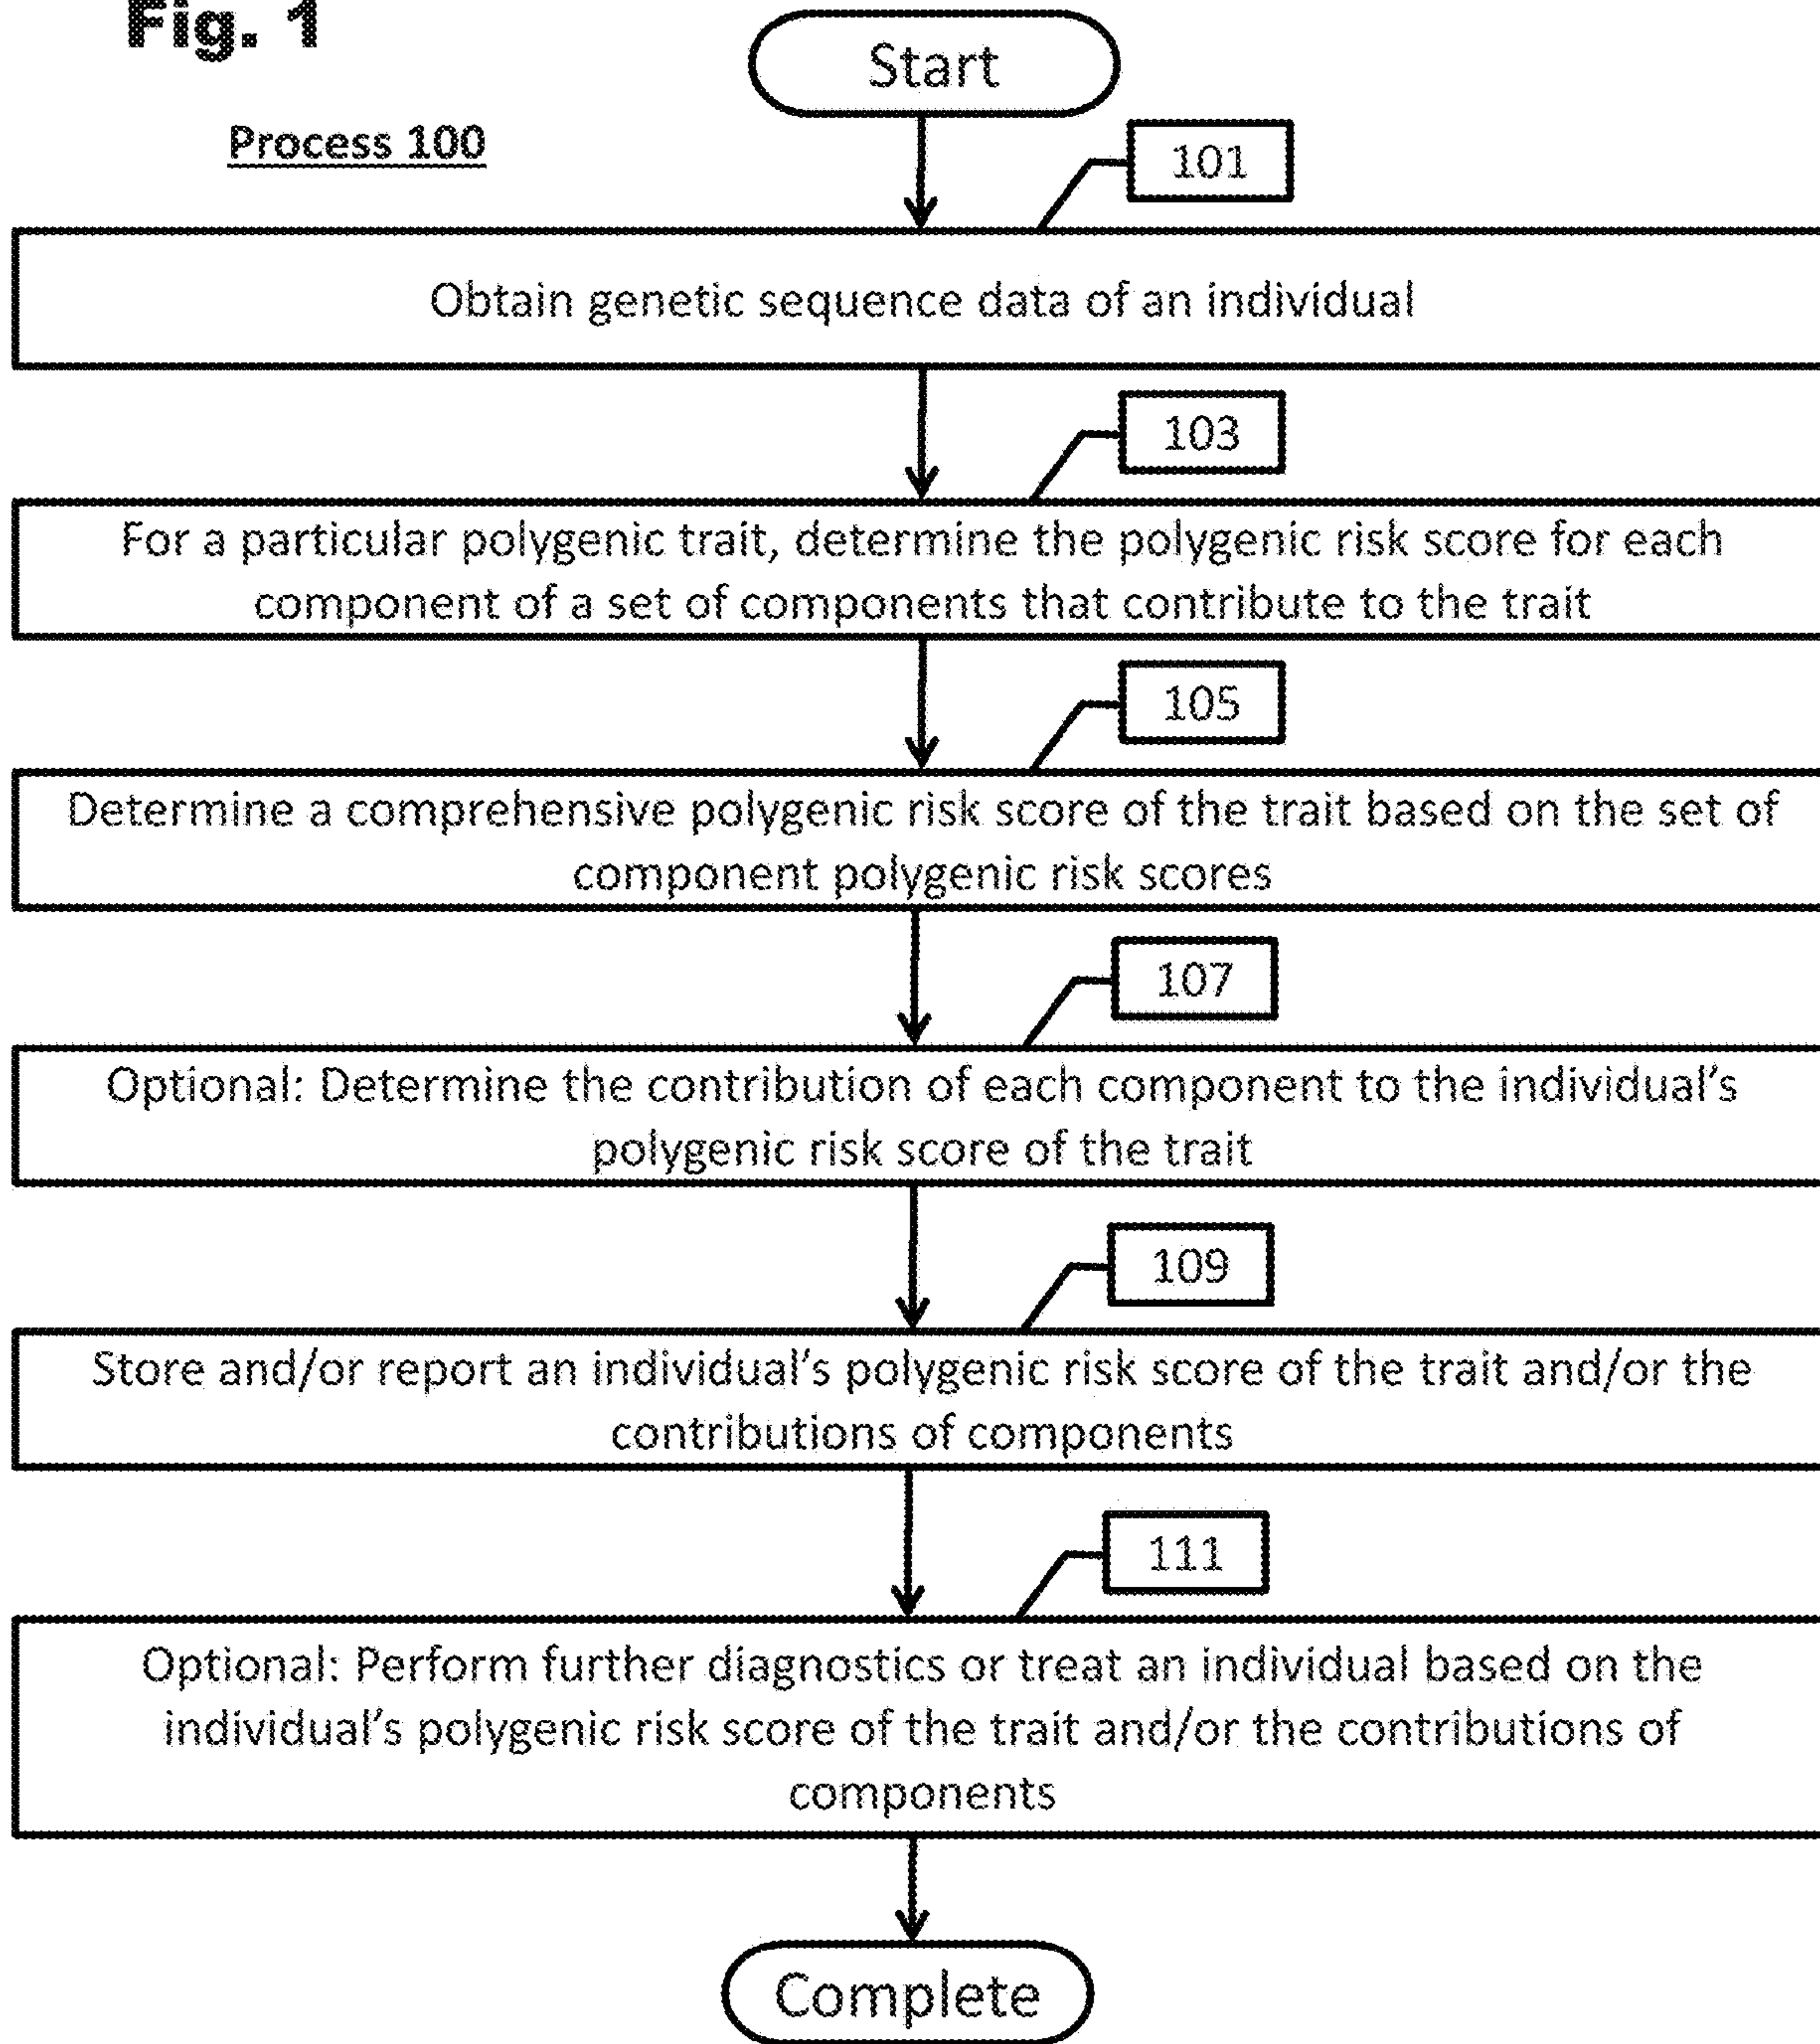 Fig. 1
Start
Process 100
101
Obtain genetic sequence data of an individual
103
For a particular polygenic trait, determine the polygenic risk score for each
component of a set of components that contribute to the trait
105
Determine a comprehensive polygenic risk score of the trait based on the set of
component polygenic risk scores
107
Optional: Determine the contribution of each component to the individual's
polygenic risk score of the trait
109
Store and/or report an individual's polygenic risk score of the trait and/or the
contributions of components
111
Optional: Perform further diagnostics or treat an individual based on the
individual's polygenic risk score of the trait and/or the contributions of
components
Complete